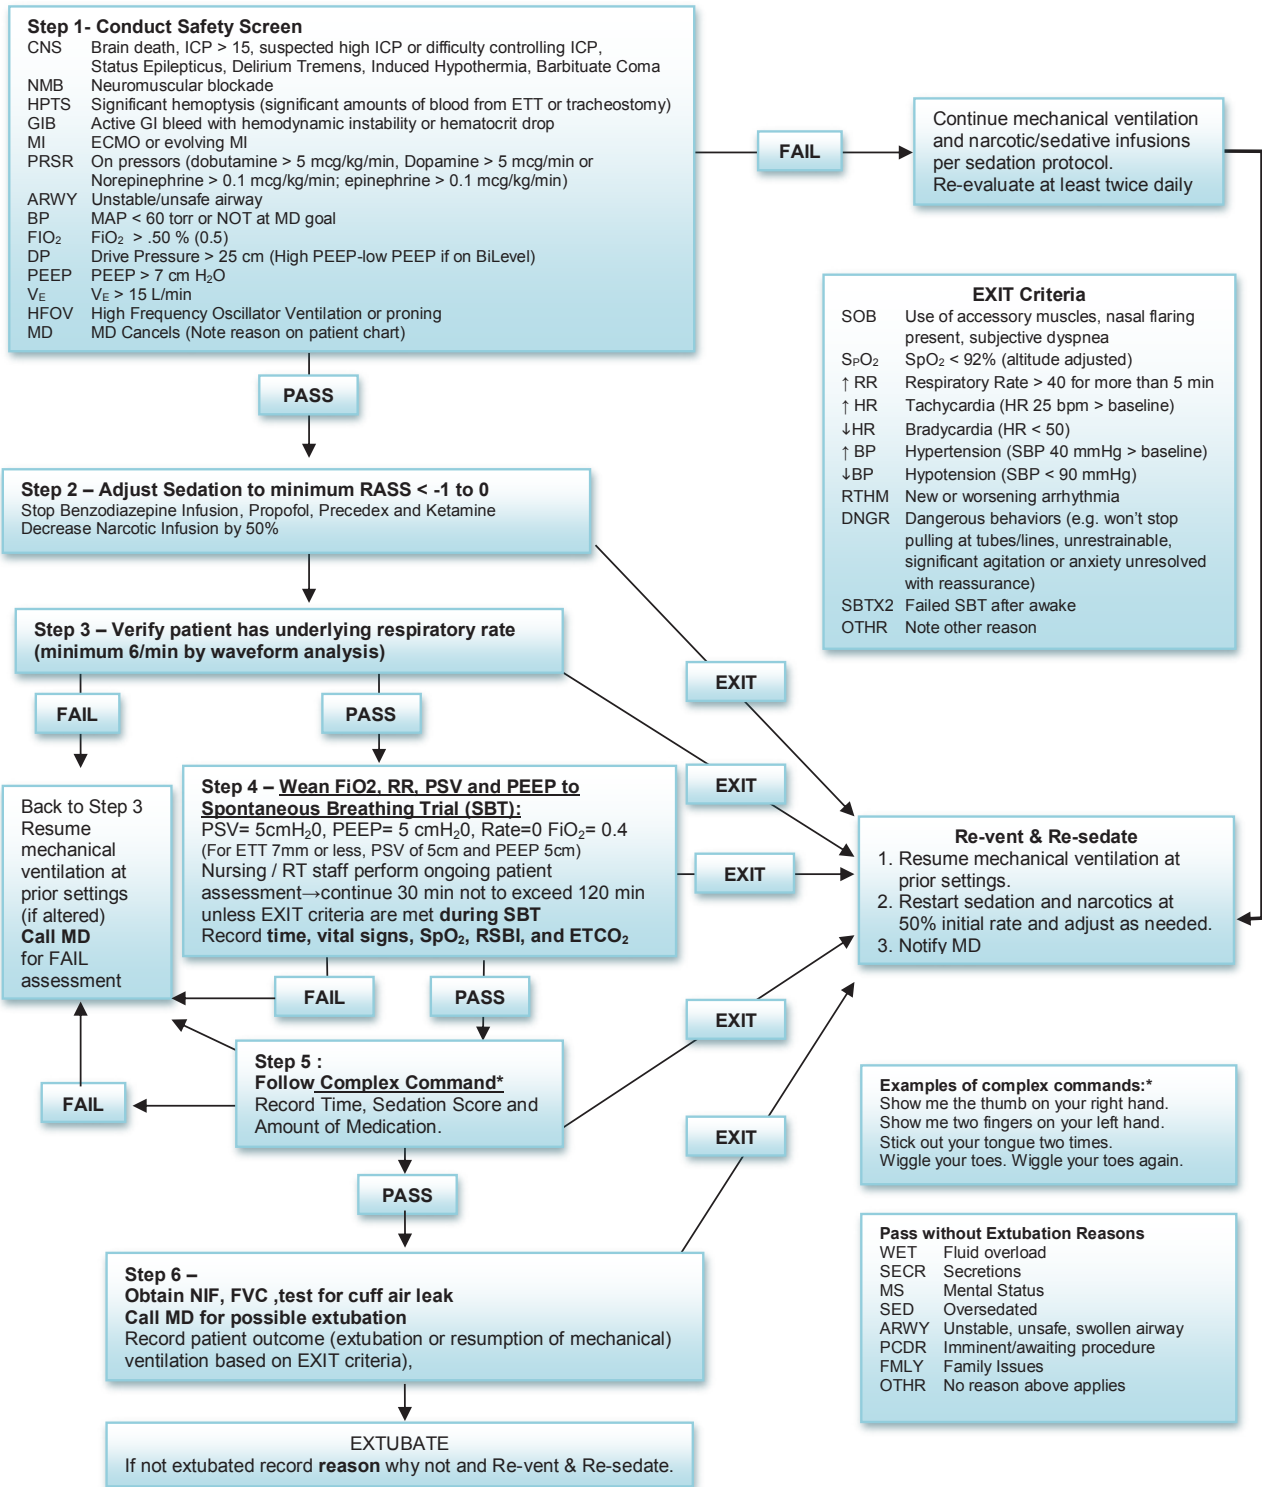 Step 1- Conduct Safety Screen
CNS Brain death, ICP > 15, suspected high ICP or difficulty controlling ICP,
Status Epilepticus, Delirium Tremens, Induced Hypothermia, Barbituate Coma
NMB Neuromuscular blockade
HPTS Significant hemoptysis (significant amounts of blood from ETT or tracheostomy)
GIB Active GI bleed with hemodynamic instability or hematocrit drop
MI ECMO or evolving MI
PRSR On pressors (dobutamine > 5 mcg/kg/min, Dopamine > 5 mcg/min or
Norepinephrine > 0.1 mcg/kg/min; epinephrine > 0.1 mcg/kg/min)
ARWY Unstable/unsafe airway
BP MAP < 60 torr or NOT at MD goal
FIO₂ FiO₂ > .50 % (0.5)
DP Drive Pressure > 25 cm (High PEEP-low PEEP if on BiLevel)
PEEP PEEP > 7 cm H₂O
VE VE > 15 L/min
HFOV High Frequency Oscillator Ventilation or proning
MD MD Cancels (Note reason on patient chart)
FAIL
Continue mechanical ventilation
and narcotic/sedative infusions
per sedation protocol.
Re-evaluate at least twice daily
PASS
EXIT Criteria
SOB Use of accessory muscles, nasal flaring
present, subjective dyspnea
SPO₂ SpO₂ < 92% (altitude adjusted)
↑ RR Respiratory Rate > 40 for more than 5 min
↑ HR Tachycardia (HR 25 bpm > baseline)
↓HR Bradycardia (HR < 50)
↑ BP Hypertension (SBP 40 mmHg > baseline)
↓BP Hypotension (SBP < 90 mmHg)
RTHM New or worsening arrhythmia
DNGR Dangerous behaviors (e.g. won't stop
pulling at tubes/lines, unrestrainable,
significant agitation or anxiety unresolved
with reassurance)
SBTX2 Failed SBT after awake
OTHR Note other reason
Step 2 – Adjust Sedation to minimum RASS < -1 to 0
Stop Benzodiazepine Infusion, Propofol, Precedex and Ketamine
Decrease Narcotic Infusion by 50%
Step 3 – Verify patient has underlying respiratory rate
(minimum 6/min by waveform analysis)
EXIT
FAIL
PASS
EXIT
Back to Step 3
Resume
mechanical
ventilation at
prior settings
(if altered)
Call MD
for FAIL
assessment
Step 4 – Wean FiO2, RR, PSV and PEEP to
Spontaneous Breathing Trial (SBT):
PSV= 5cmH₂0, PEEP= 5 cmH₂0, Rate=0 FiO₂= 0.4
(For ETT 7mm or less, PSV of 5cm and PEEP 5cm)
Nursing / RT staff perform ongoing patient
assessment→continue 30 min not to exceed 120 min
unless EXIT criteria are met during SBT
Record time, vital signs, SpO₂, RSBI, and ETCO₂
EXIT
Re-vent & Re-sedate
1. Resume mechanical ventilation at
prior settings.
2. Restart sedation and narcotics at
50% initial rate and adjust as needed.
3. Notify MD
FAIL
PASS
EXIT
Step 5 :
Follow Complex Command*
Record Time, Sedation Score and
Amount of Medication.
FAIL
EXIT
Examples of complex commands:*
Show me the thumb on your right hand.
Show me two fingers on your left hand.
Stick out your tongue two times.
Wiggle your toes. Wiggle your toes again.
PASS
Step 6 –
Obtain NIF, FVC ,test for cuff air leak
Call MD for possible extubation
Record patient outcome (extubation or resumption of mechanical)
ventilation based on EXIT criteria),
Pass without Extubation Reasons
WET Fluid overload
SECR Secretions
MS Mental Status
SED Oversedated
ARWY Unstable, unsafe, swollen airway
PCDR Imminent/awaiting procedure
FMLY Family Issues
OTHR No reason above applies
EXTUBATE
If not extubated record reason why not and Re-vent & Re-sedate.